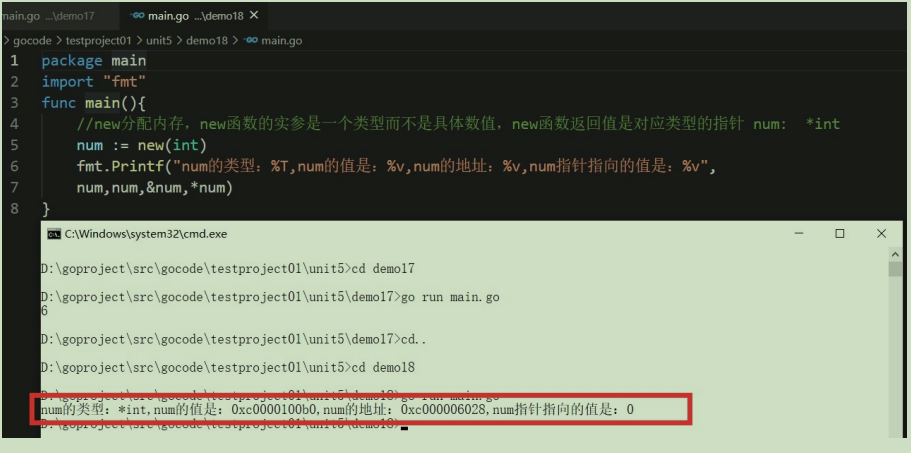 main.go ...\demo17 main.go ...\demo18 ×
> gocode > testproject01 > unit5 > demo18 > main.go
1 package main
2 import "fmt"
3 func main(){
4 //new分配内存，new函数的实参是一个类型而不是具体数值，new函数返回值是对应类型的指针 num: *int
5 num := new(int)
6 fmt.Printf("num的类型：%T,num的值是：%v,num的地址：%v,num指针指向的值是：%v",
7 num,num,&num,*num)
8 }
C:\Windows\system32\cmd.exe
D:\goproject\src\gocode\testproject01\unit5>cd demo17
D:\goproject\src\gocode\testproject01\unit5\demo17>go run main.go
6
D:\goproject\src\gocode\testproject01\unit5\demo17>cd..
D:\goproject\src\gocode\testproject01\unit5>cd demo18
D:\goproject\src\gocode\testproject01\unit5\demo18>go run main.go
num的类型：*int,num的值是：0xc0000100b0,num的地址：0xc000006028,num指针指向的值是：0
D:\goproject\src\gocode\testproject01\unit5\demo18>